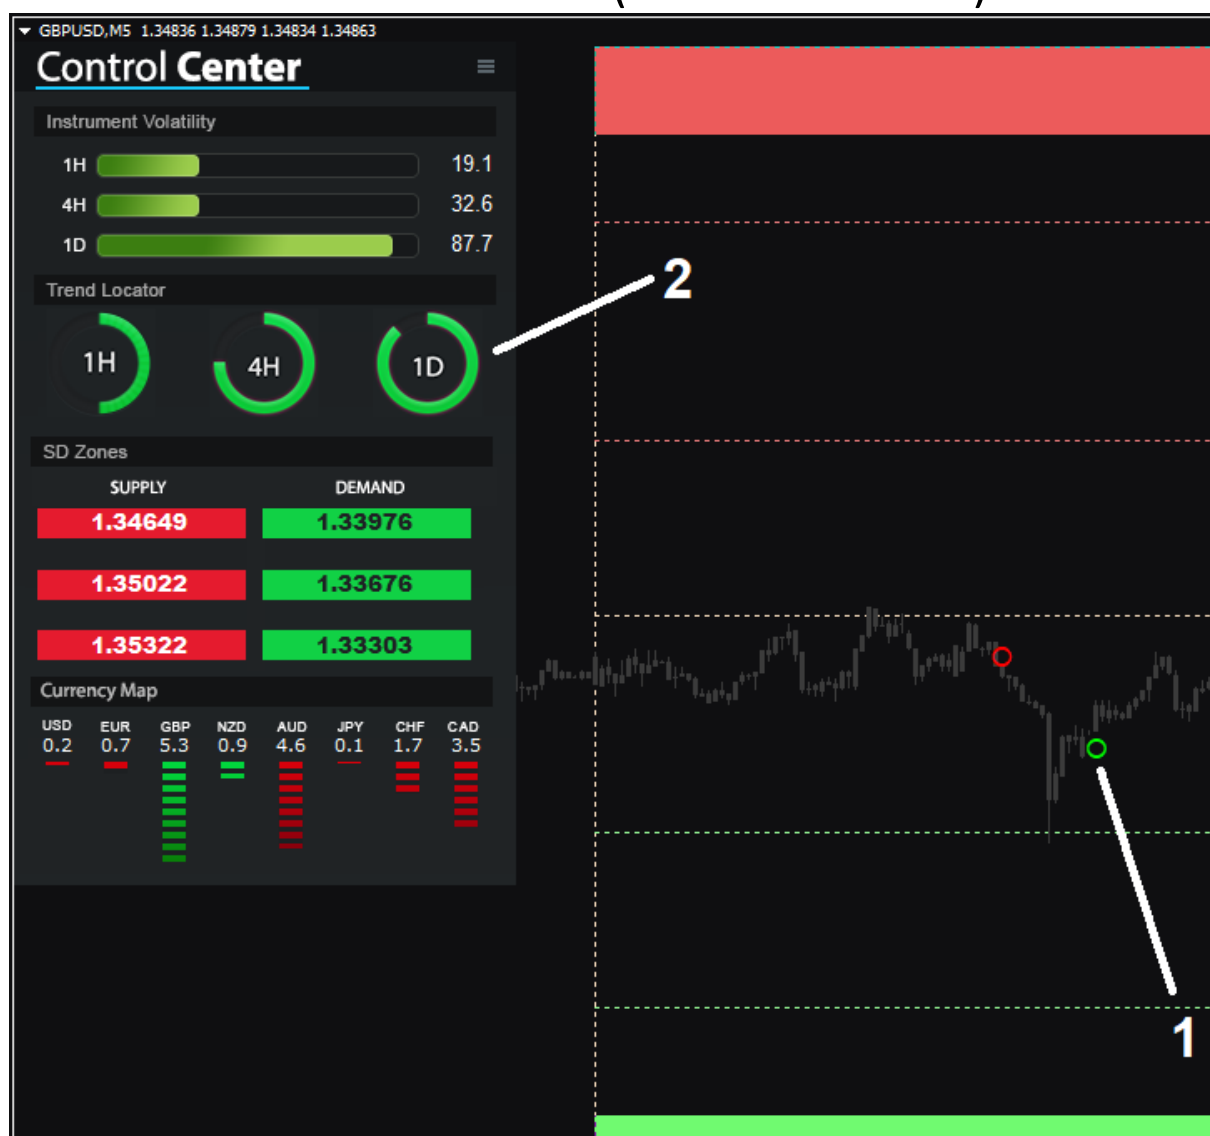 GBPUSD,M5 1.34836 1.34879 1.34834 1.34863
Control Center
Instrument Volatility
1H 19.1
4H 32.6
1D 87.7
2
Trend Locator
1H 4H 1D
SD Zones
SUPPLY DEMAND
1.34649 1.33976
1.35022 1.33676
1.35322 1.33303
Currency Map
USD EUR GBP NZD AUD JPY CHF CAD
0.2 0.7 5.3 0.9 4.6 0.1 1.7 3.5
1